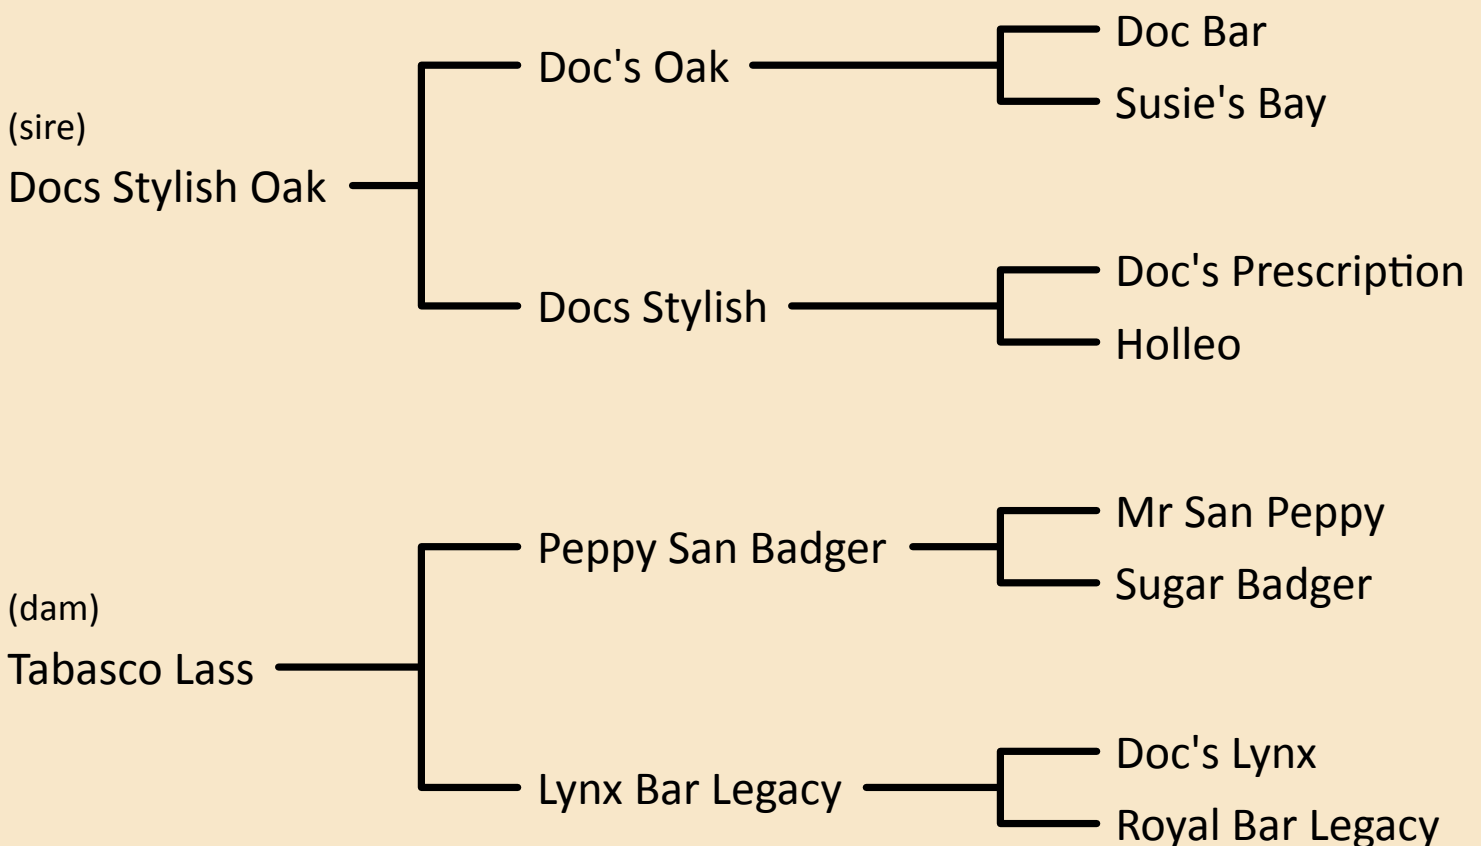 Doc Bar
Doc's Oak
Susie's Bay
(sire)
Docs Stylish Oak
Doc's Prescription
Docs Stylish
Holleo
Mr San Peppy
Peppy San Badger
Sugar Badger
(dam)
Tabasco Lass
Doc's Lynx
Lynx Bar Legacy
Royal Bar Legacy